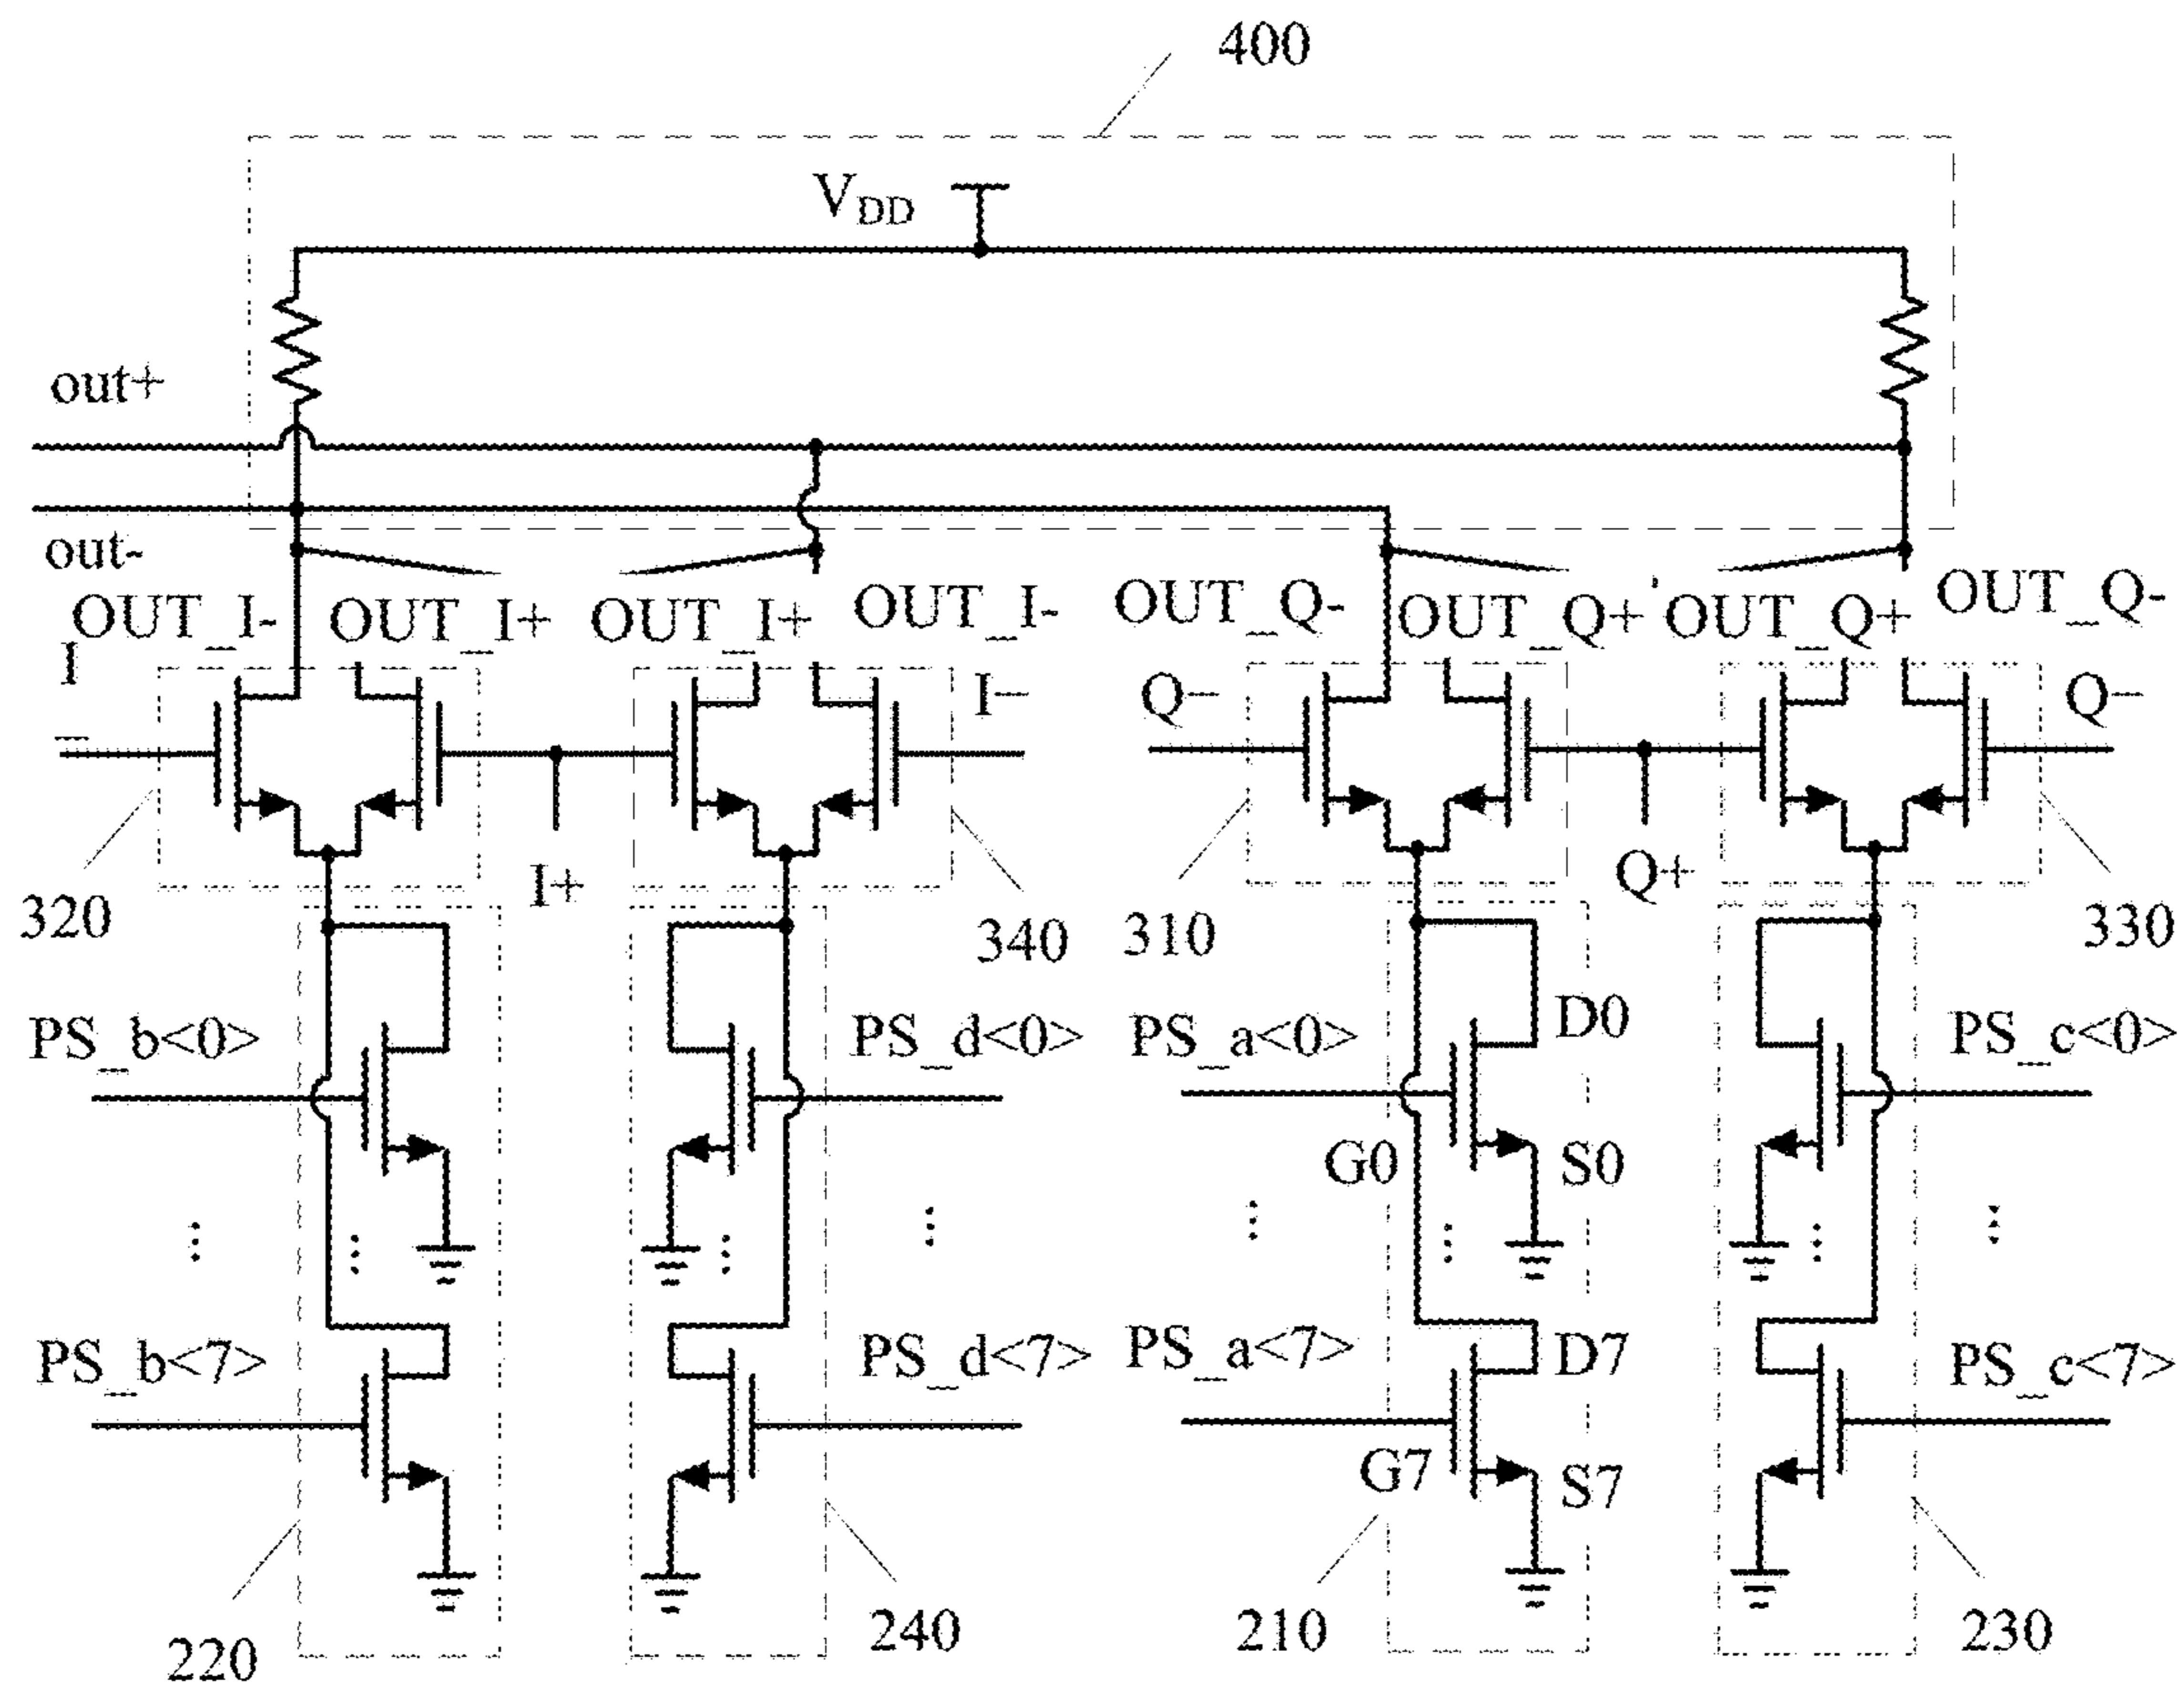 400
V_DD
out+
out-
OUT_I- OUT_I+ OUT_I+ OUT_I- OUT_Q- OUT_Q+ OUT_Q+ OUT_Q-
I_ I- Q- Q-
I+ Q+
320 340 310 330
PS_b<0> PS_d<0> PS_a<0> D0 PS_c<0>
G0 S0
⋮ ⋮ ⋮ ⋮ ⋮ ⋮ ⋮ ⋮
PS_b<7> PS_d<7> PS_a<7> D7 PS_c<7>
G7 S7
220 240 210 230